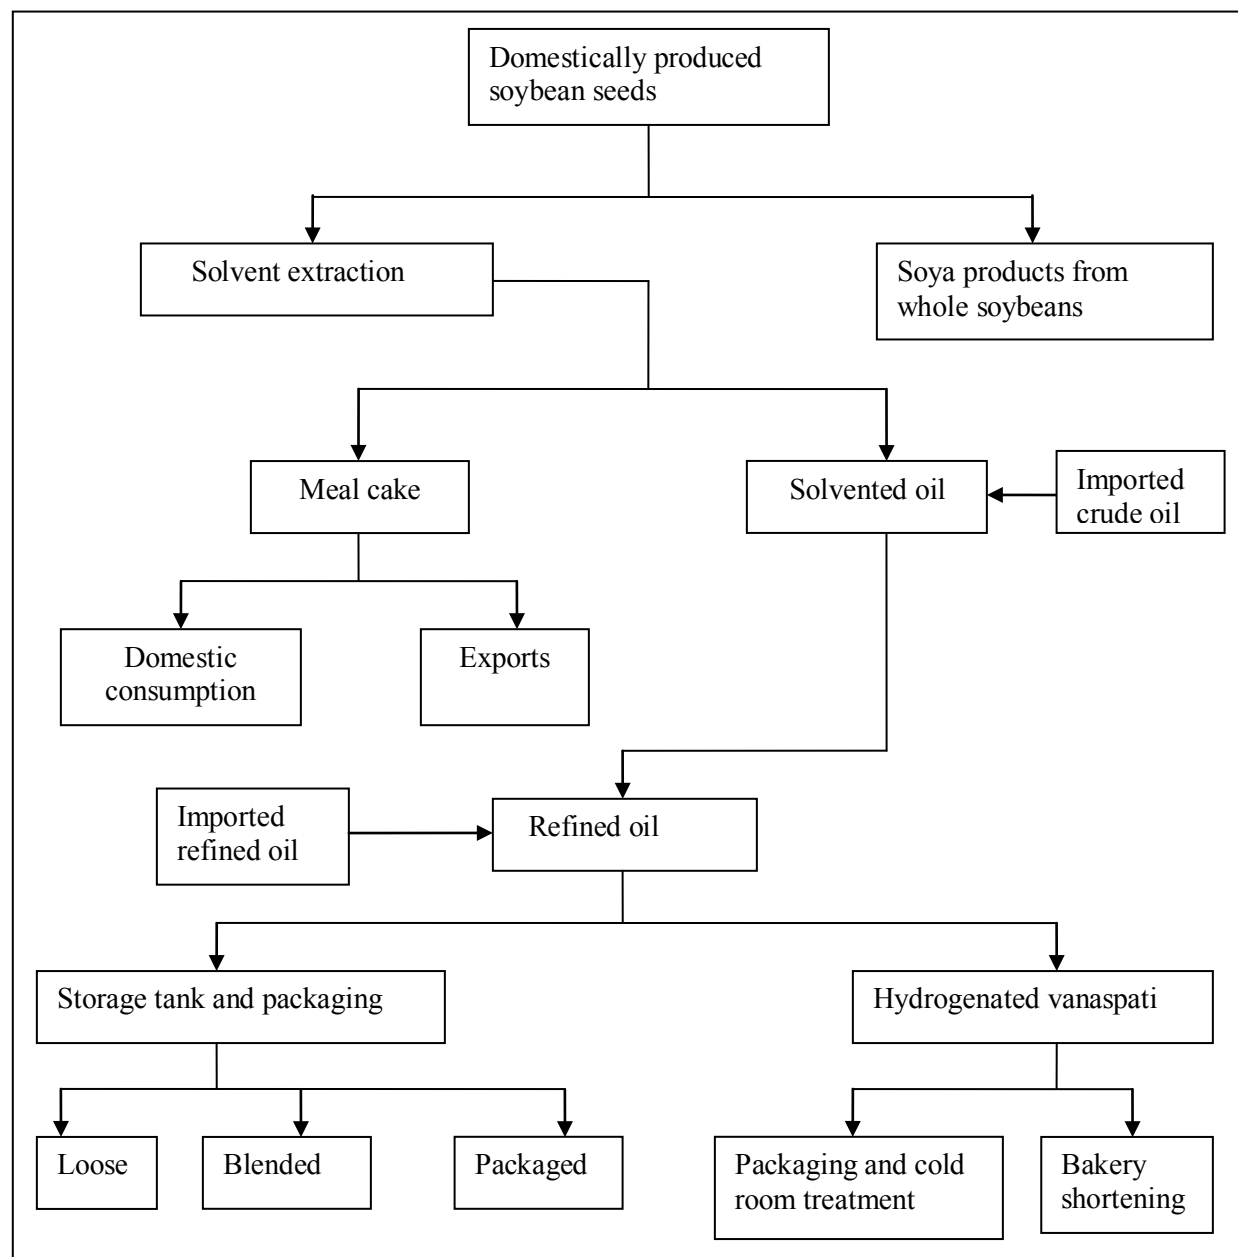 Domestically produced
soybean seeds
Solvent extraction
Soya products from
whole soybeans
Meal cake
Solvented oil
Imported
crude oil
Domestic
consumption
Exports
Imported
refined oil
Refined oil
Storage tank and packaging
Hydrogenated vanaspati
Loose
Blended
Packaged
Packaging and cold
room treatment
Bakery
shortening